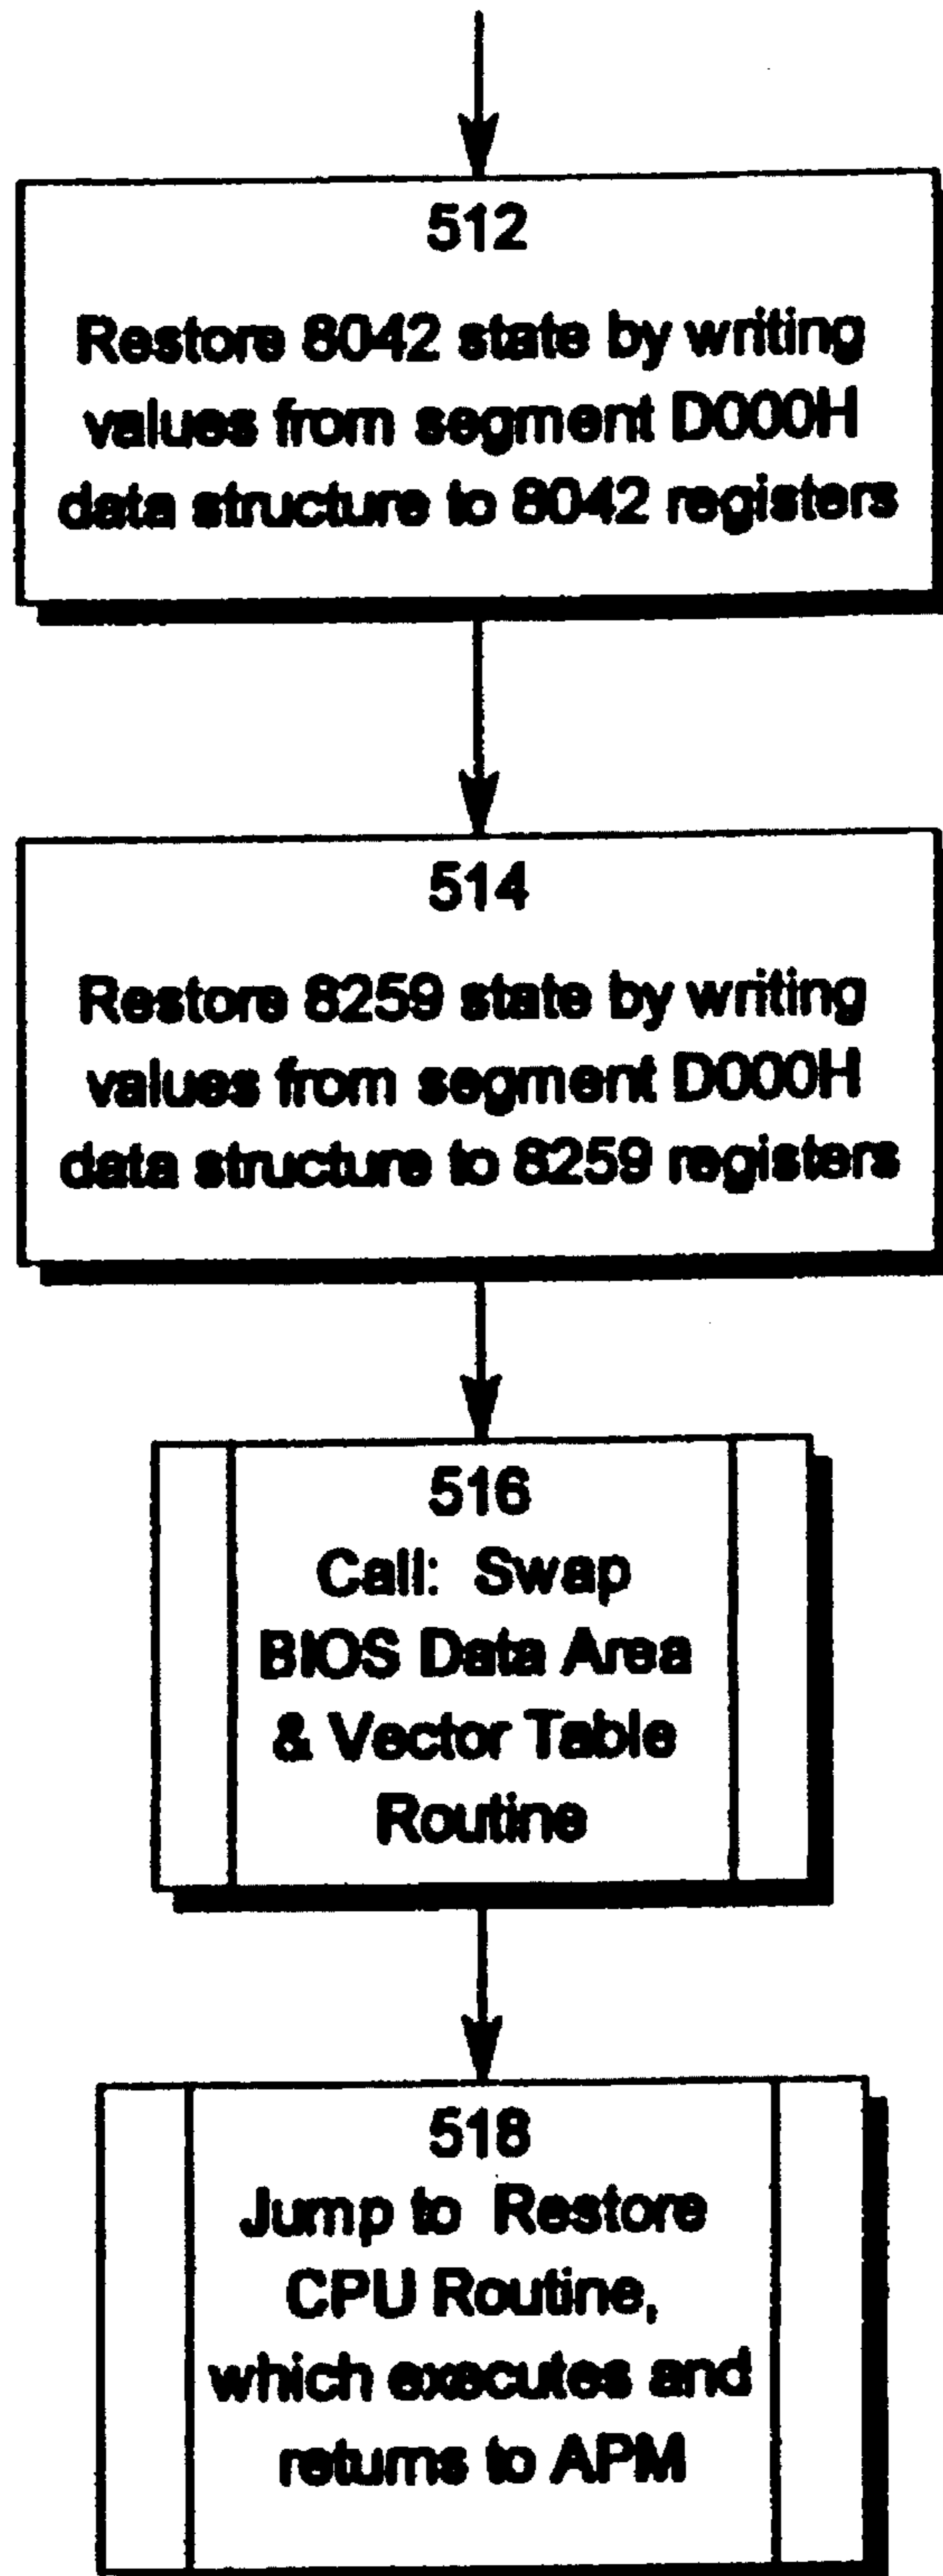 512
Restore 8042 state by writing
values from segment D000H
data structure to 8042 registers
514
Restore 8259 state by writing
values from segment D000H
data structure to 8259 registers
516
Call: Swap
BIOS Data Area
& Vector Table
Routine
518
Jump to Restore
CPU Routine,
which executes and
returns to APM